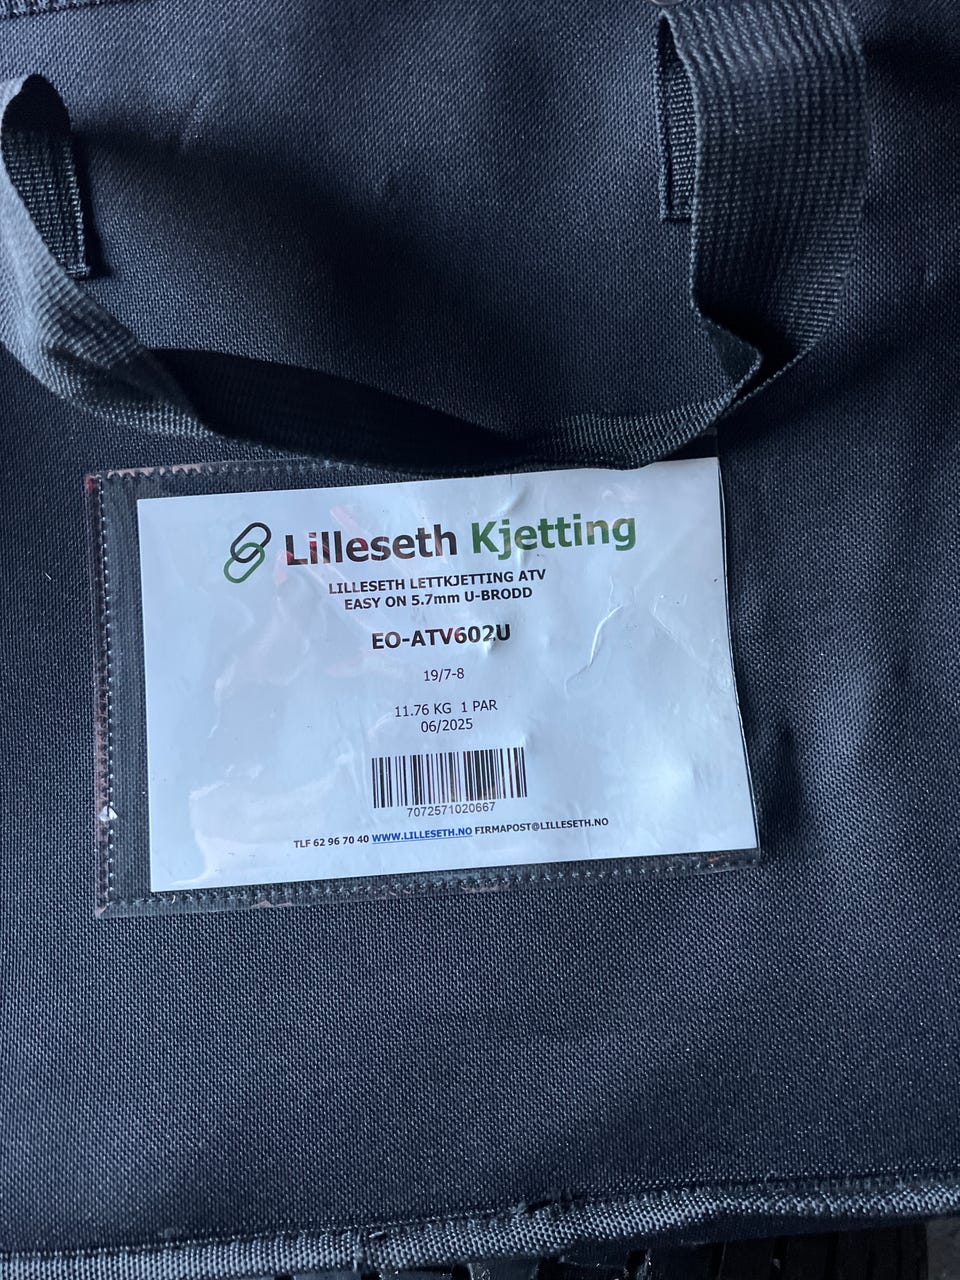 Lilleseth Kjetting
LILLESETH LETTKJETTING ATV
EASY ON 5.7mm U-BRODD
EO-ATV602U
19/7-8
11.76 KG 1 PAR
06/2025
7072571020667
TLF 62 96 70 40 WWW.LILLESETH.NO FIRMAPOST@LILLESETH.NO